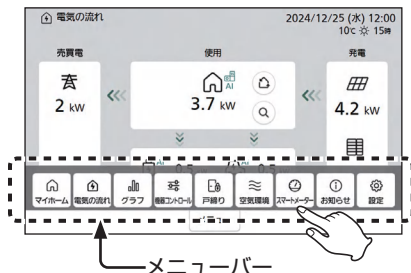 電気の流れ
2024/12/25 (水) 12:00
10℃ 15時
売買電
使用
発電
AI
2 kW
3.7 kW
4.2 kW
マイホーム
電気の流れ
グラフ
機器コントロール
戸締り
空気環境
スマートメーター
お知らせ
設定
メニューバー